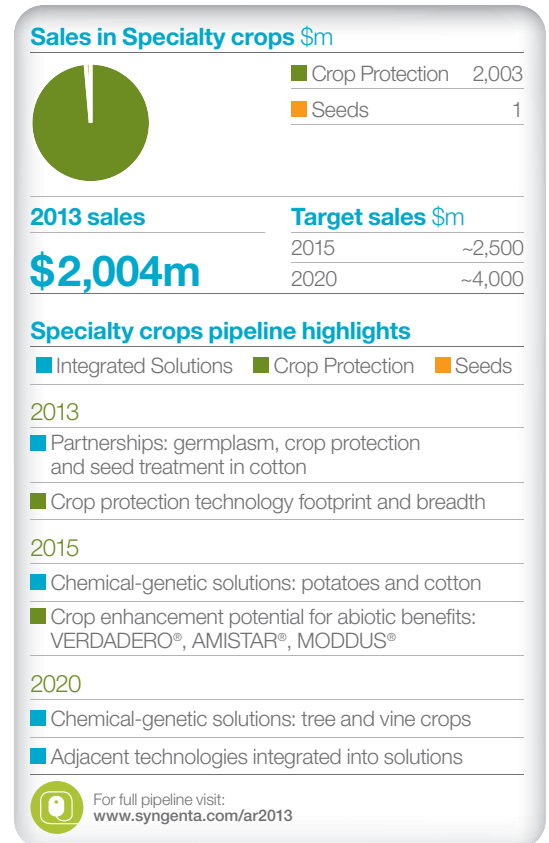 Sales in Specialty crops $m
Crop Protection 2,003
Seeds 1
2013 sales
$2,004m
Target sales $m
2015 ~2,500
2020 ~4,000
Specialty crops pipeline highlights
Integrated Solutions Crop Protection Seeds
2013
Partnerships: germplasm, crop protection
and seed treatment in cotton
Crop protection technology footprint and breadth
2015
Chemical-genetic solutions: potatoes and cotton
Crop enhancement potential for abiotic benefits:
VERDADERO®, AMISTAR®, MODDUS®
2020
Chemical-genetic solutions: tree and vine crops
Adjacent technologies integrated into solutions
For full pipeline visit:
www.syngenta.com/ar2013